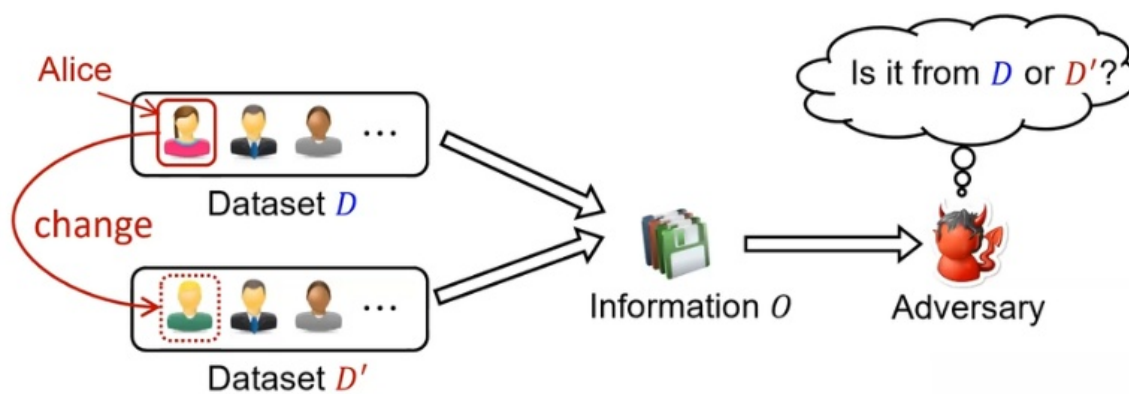 Alice
Is it from D or D'?
...
Dataset D
change
...
Dataset D'
Information O
Adversary